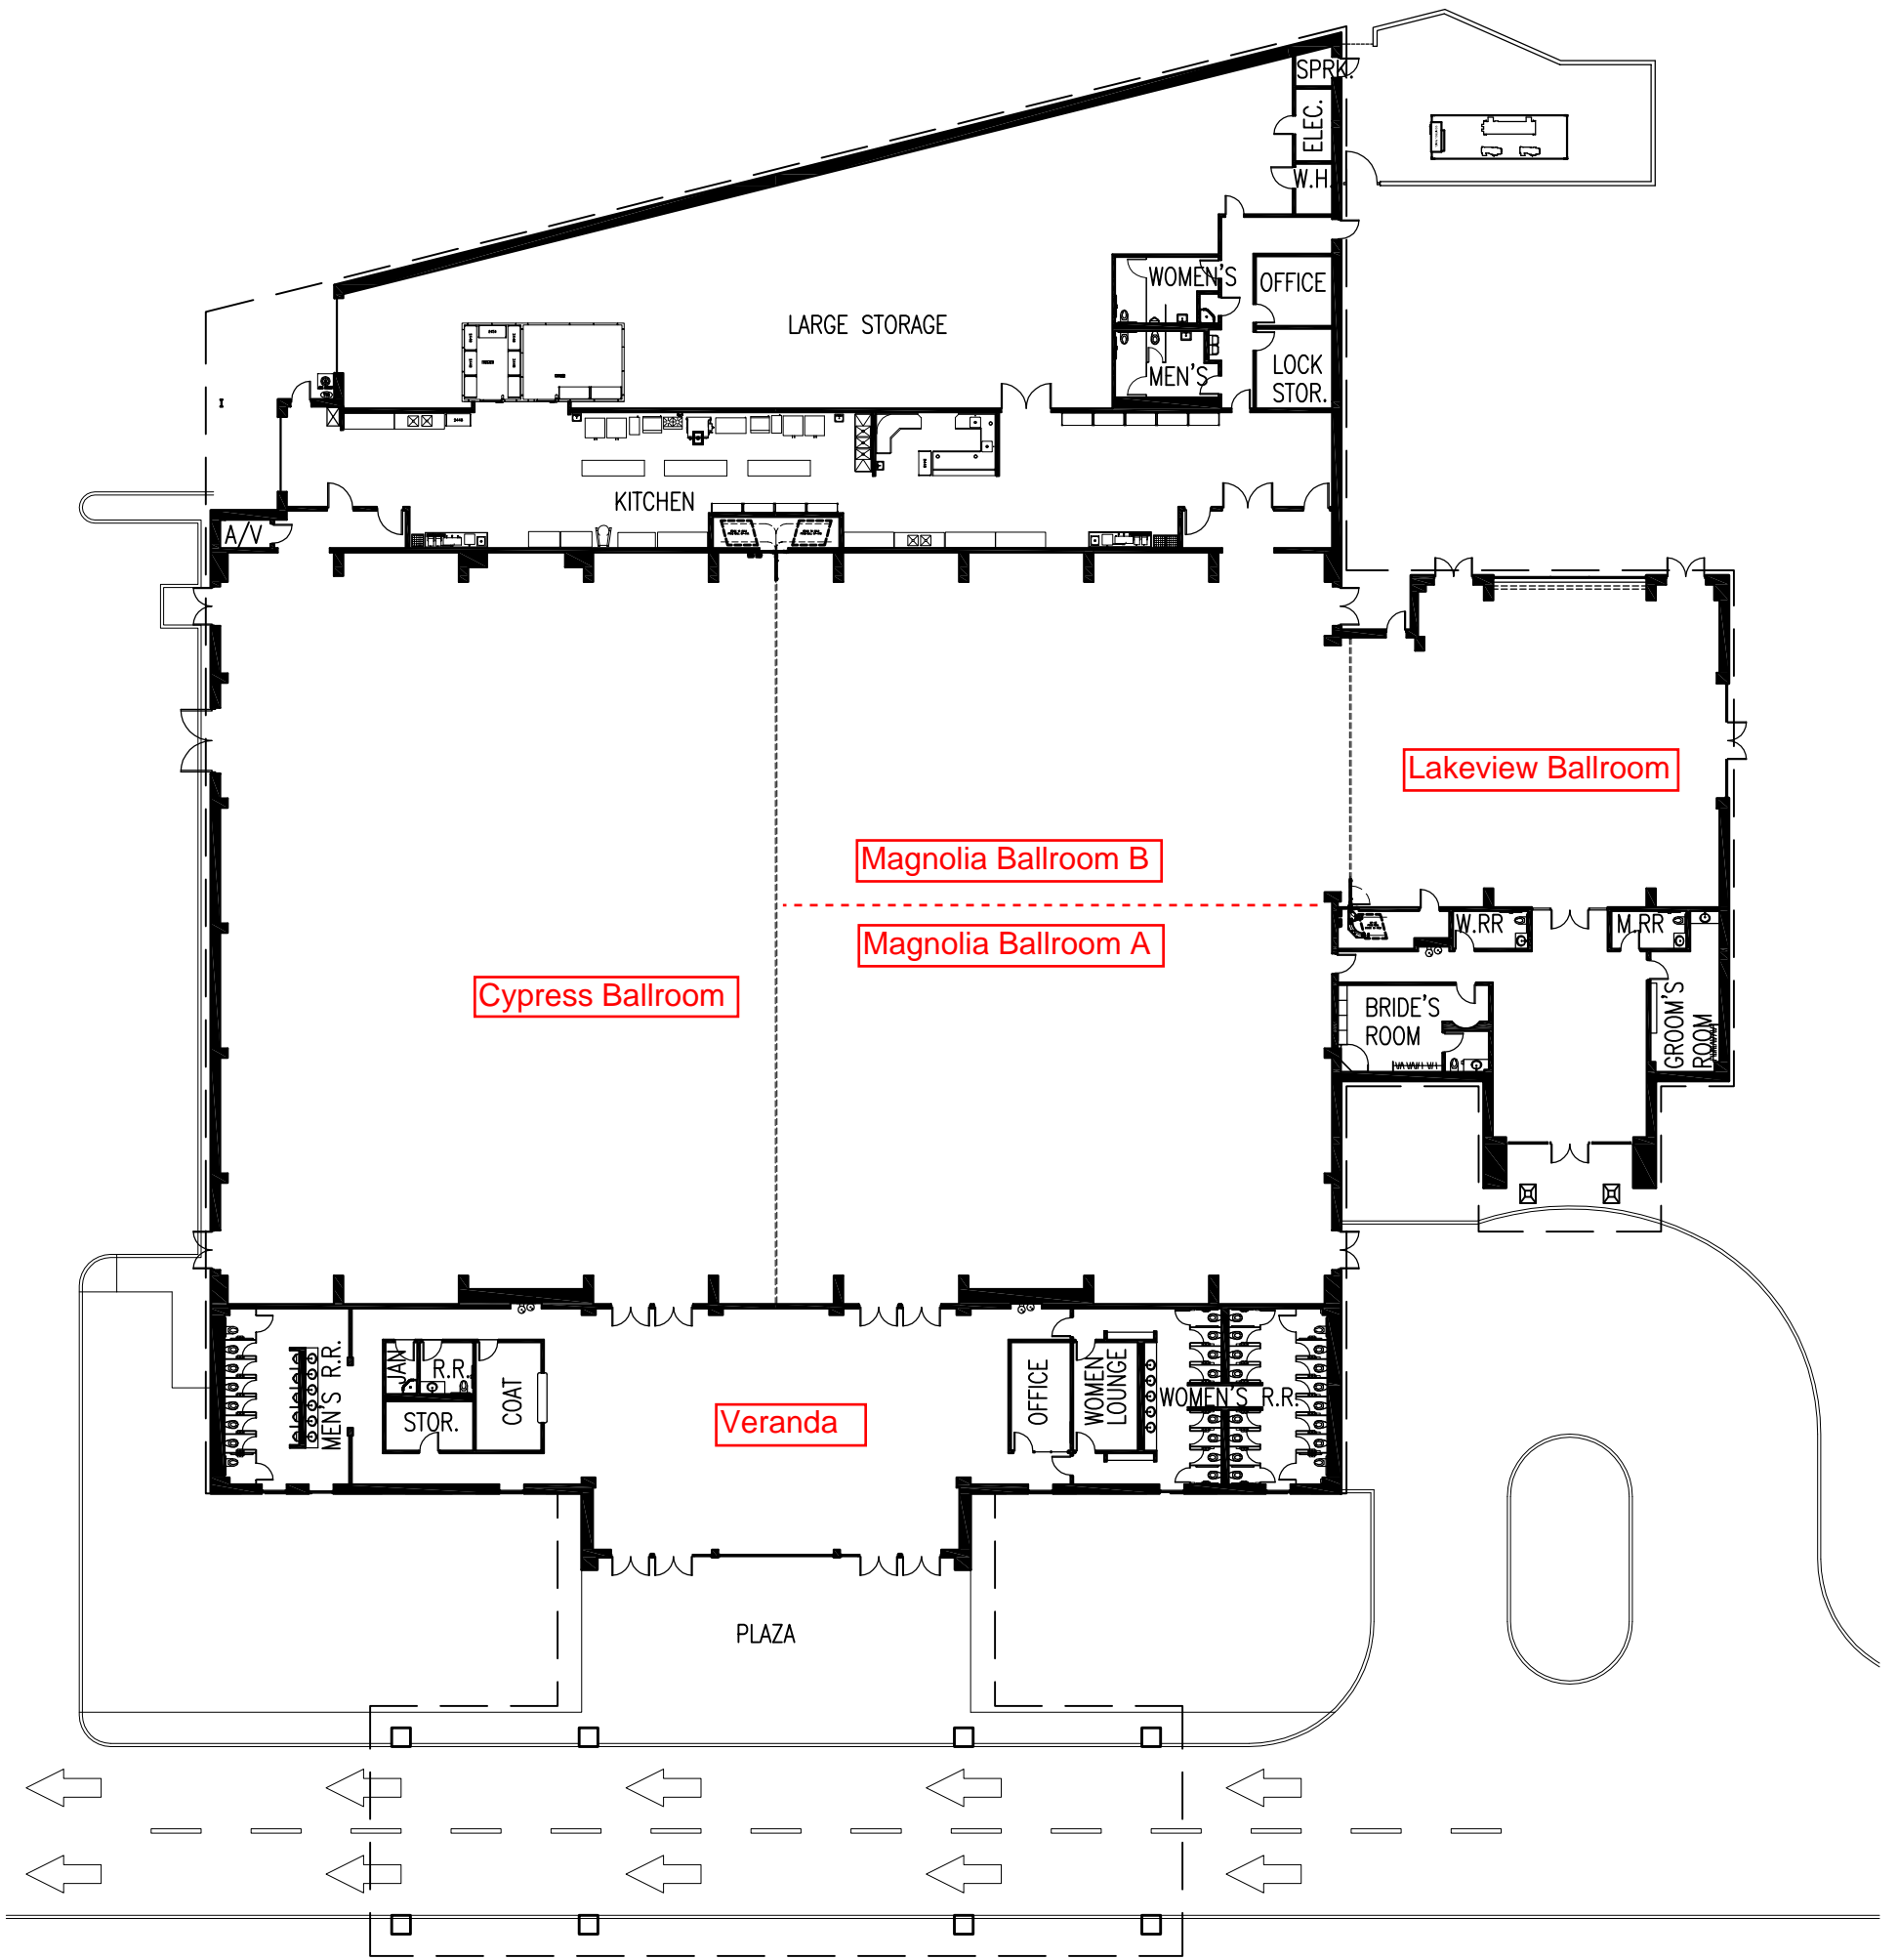 SPRK.
ELEC.
W.H.
WOMEN'S
OFFICE
LARGE STORAGE
MEN'S
LOCK
STOR.
KITCHEN
A/V
Lakeview Ballroom
Magnolia Ballroom B
Magnolia Ballroom A
W.RR
M.RR
Cypress Ballroom
BRIDE'S
ROOM
GROOM'S
ROOM
MEN'S R.R.
JAN
R.R.
COAT
STOR.
Veranda
OFFICE
WOMEN
LOUNGE
WOMEN'S R.R.
PLAZA